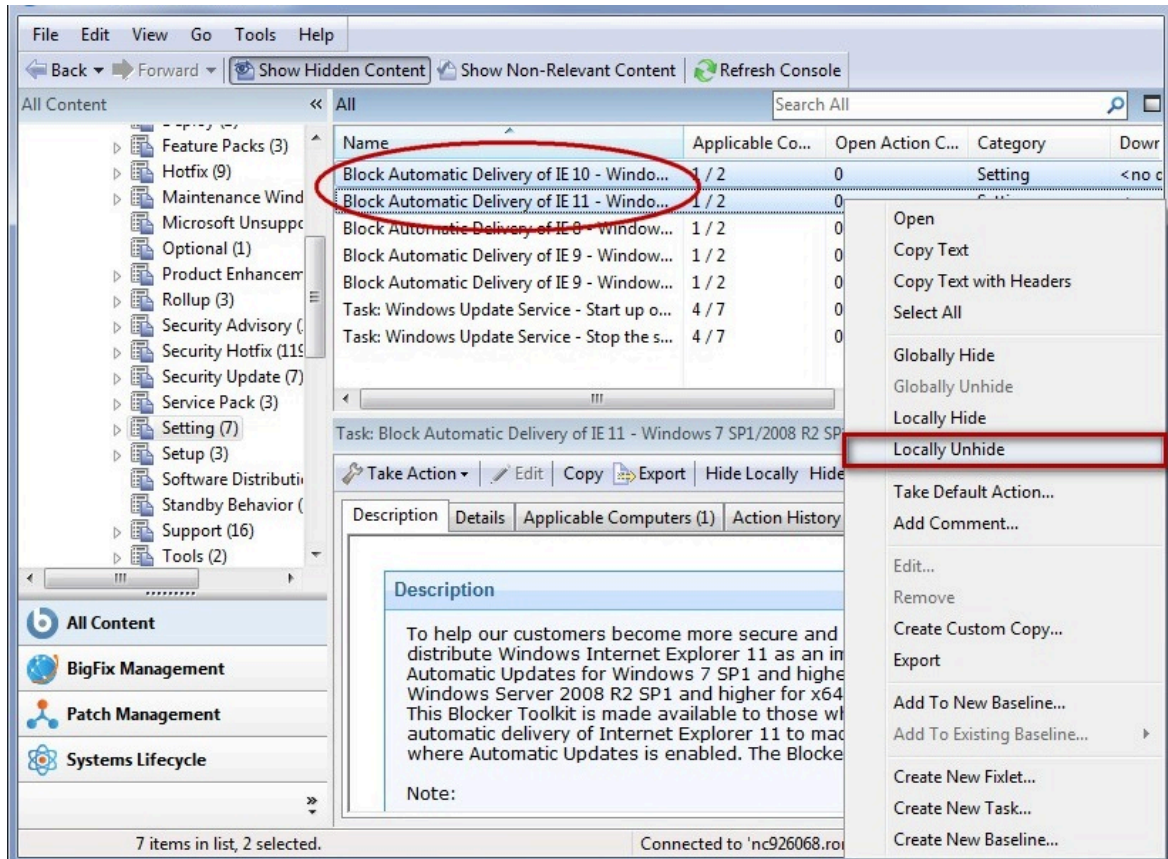 File Edit View Go Tools Help
Back Forward Show Hidden Content Show Non-Relevant Content Refresh Console
All Content « All Search All
Feature Packs (3)
Hotfix (9)
Maintenance Wind
Microsoft Unsuppo
Optional (1)
Product Enhancem
Rollup (3)
Security Advisory (
Security Hotfix (119
Security Update (7)
Service Pack (3)
Setting (7)
Setup (3)
Software Distributi
Standby Behavior (
Support (16)
Tools (2)
All Content
BigFix Management
Patch Management
Systems Lifecycle
»
Name Applicable Co... Open Action C... Category Down
Block Automatic Delivery of IE 10 - Windo... 1 / 2 0 Setting
Block Automatic Delivery of IE 11 - Windo... 1 / 2 0
Block Automatic Delivery of IE 8 - Window... 1 / 2 0
Block Automatic Delivery of IE 9 - Window... 1 / 2 0
Block Automatic Delivery of IE 9 - Window... 1 / 2 0
Task: Windows Update Service - Start up o... 4 / 7 0
Task: Windows Update Service - Stop the s... 4 / 7 0
Task: Block Automatic Delivery of IE 11 - Windows 7 SP1/2008 R2 SP
Take Action Edit Copy Export Hide Locally Hide
Description Details Applicable Computers (1) Action History
Description
To help our customers become more secure and
distribute Windows Internet Explorer 11 as an im
Automatic Updates for Windows 7 SP1 and highe
Windows Server 2008 R2 SP1 and higher for x64
This Blocker Toolkit is made available to those wh
automatic delivery of Internet Explorer 11 to mac
where Automatic Updates is enabled. The Blocke
Note:
Open
Copy Text
Copy Text with Headers
Select All
Globally Hide
Globally Unhide
Locally Hide
Locally Unhide
Take Default Action...
Add Comment...
Edit...
Remove
Create Custom Copy...
Export
Add To New Baseline...
Add To Existing Baseline...
Create New Fixlet...
Create New Task...
Create New Baseline...
7 items in list, 2 selected. Connected to 'nc926068.ro